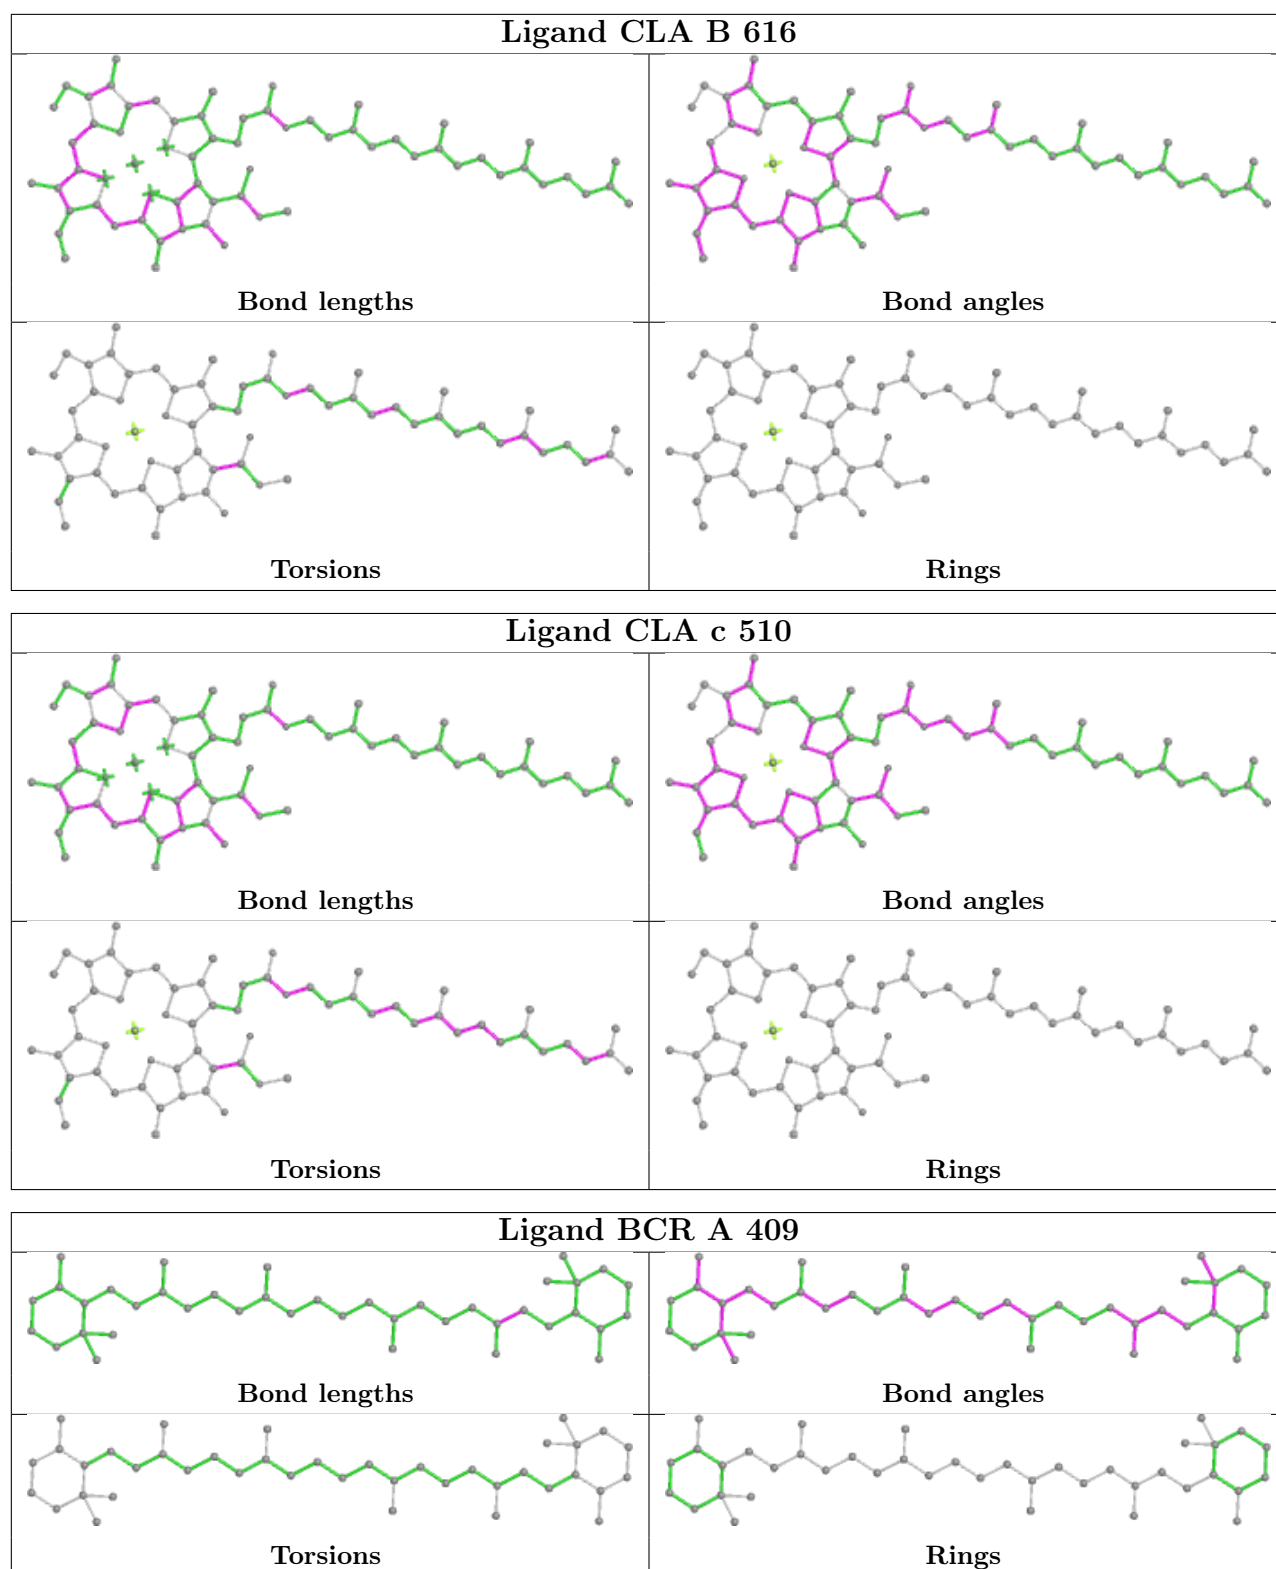 Ligand CLA B 616
Bond lengths
Bond angles
Torsions
Rings
Ligand CLA c 510
Bond lengths
Bond angles
Torsions
Rings
Ligand BCR A 409
Bond lengths
Bond angles
Torsions
Rings